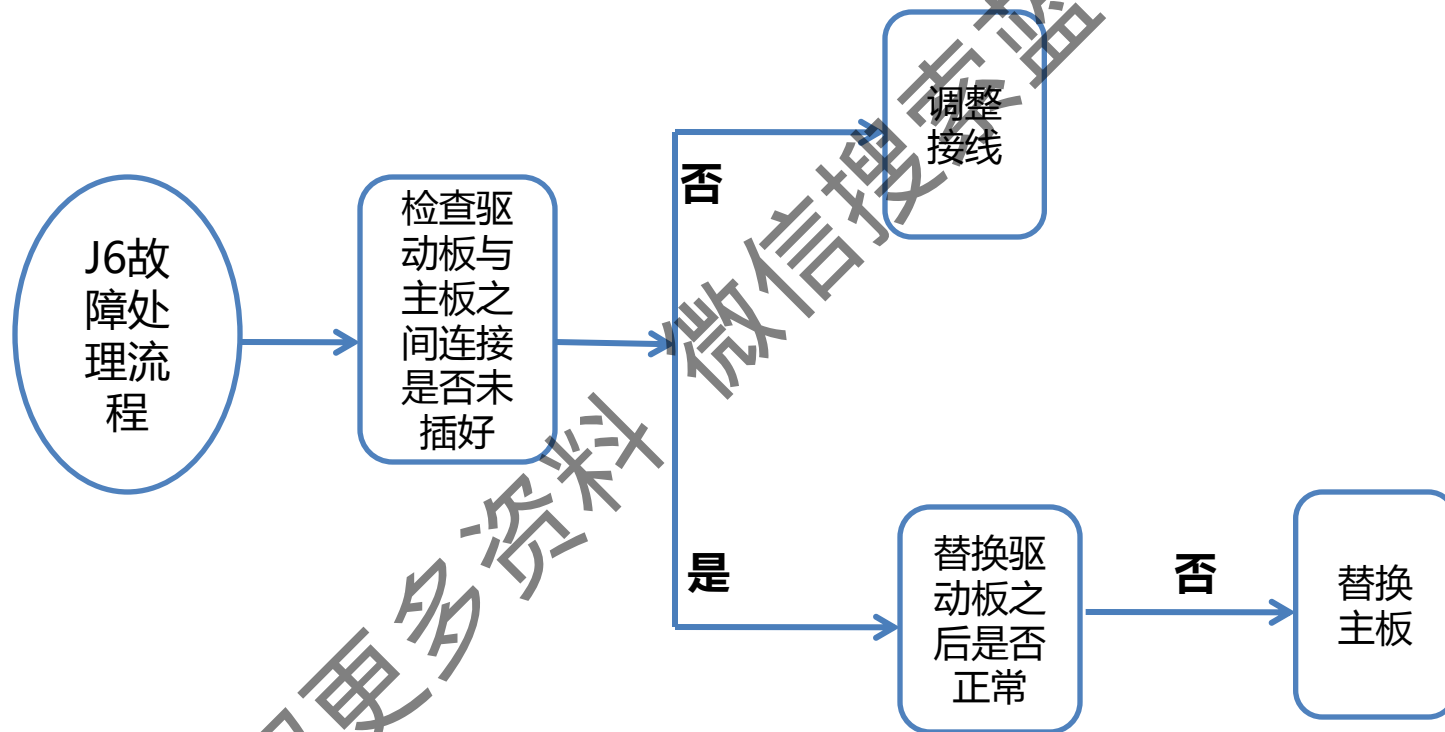 J6故
障处
理流
程
检查驱
动板与
主板之
间连接
是否未
插好
否
调整
接线
是
替换驱
动板之
后是否
正常
否
替换
主板
更多资料 微信搜索蓝